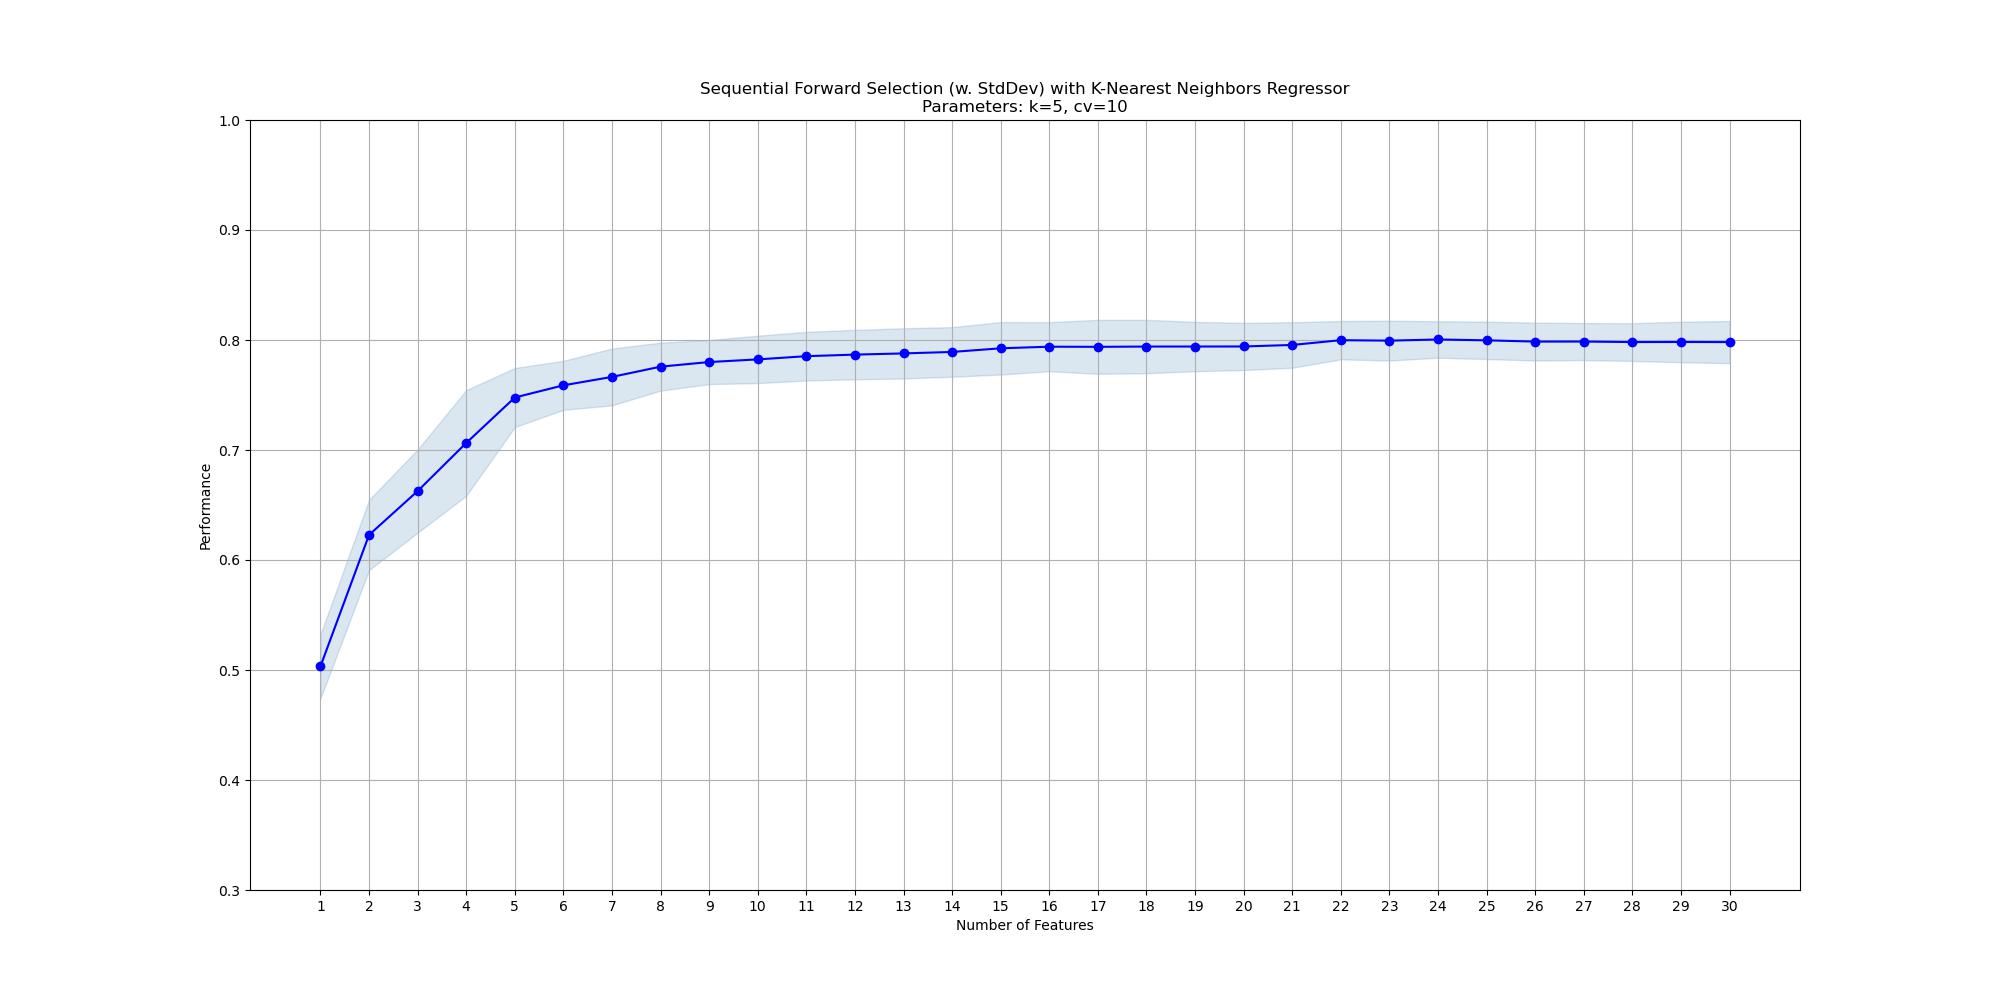 Sequential Forward Selection (w. StdDev) with K-Nearest Neighbors Regressor
Parameters: k=5, cv=10
1.0
0.9
0.8
0.7
0.6
0.5
0.4
0.3
Performance
1 2 3 4 5 6 7 8 9 10 11 12 13 14 15 16 17 18 19 20 21 22 23 24 25 26 27 28 29 30
Number of Features